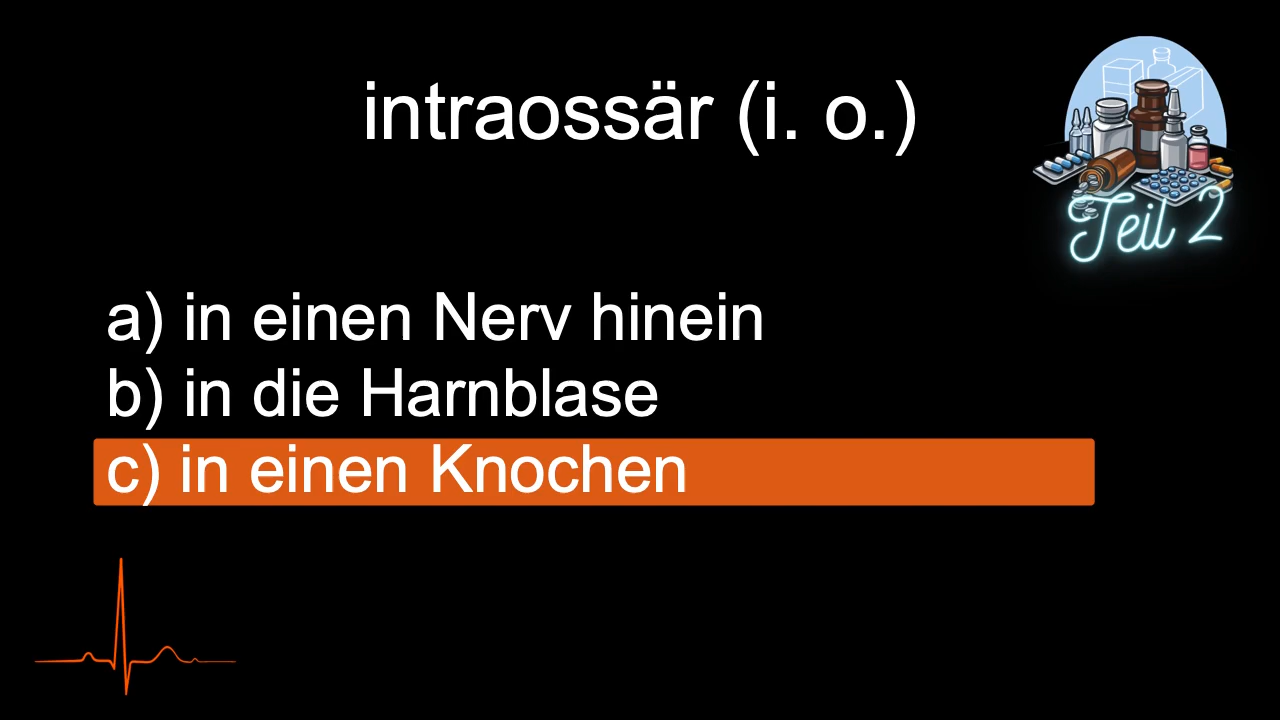 intraossär (i. o.)
Teil 2
a) in einen Nerv hinein
b) in die Harnblase
c) in einen Knochen